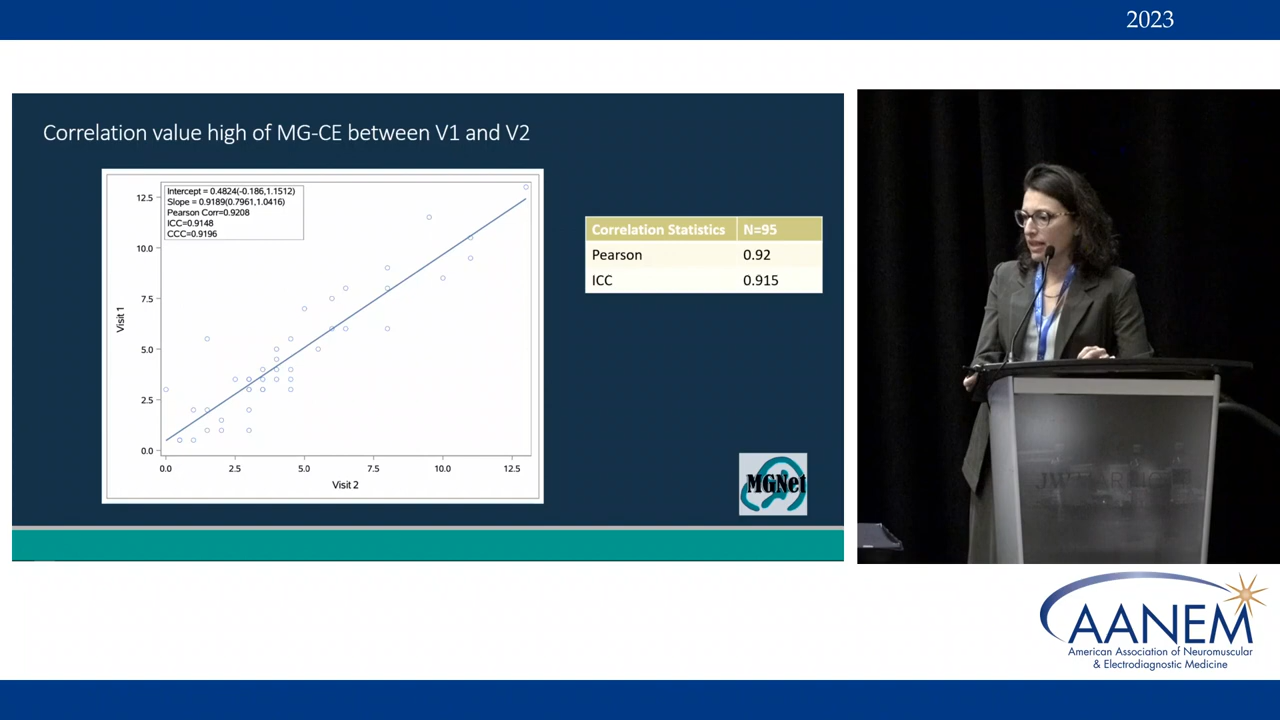 2023
Correlation value high of MG-CE between V1 and V2
Intercept = 0.4824(-0.186,1.1512)
Slope = 0.9189(0.7961,1.0416)
Pearson Corr=0.9208
ICC=0.9148
CCC=0.9196
12.5
10.0
7.5
5.0
2.5
0.0
Visit 1
0.0 2.5 5.0 7.5 10.0 12.5
Visit 2
Correlation Statistics N=95
Pearson 0.92
ICC 0.915
MGNet
AANEM
American Association of Neuromuscular
& Electrodiagnostic Medicine